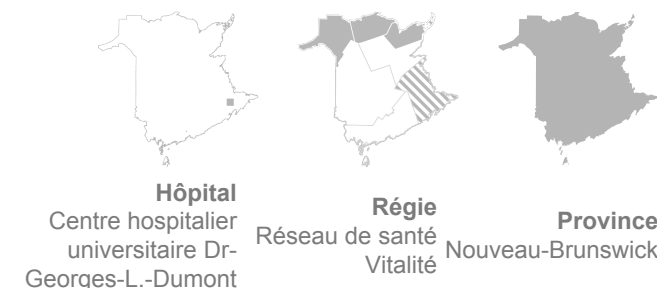 Hôpital
Centre hospitalier
universitaire Dr-
Georges-L.-Dumont
Régie
Réseau de santé
Vitalité
Province
Nouveau-Brunswick